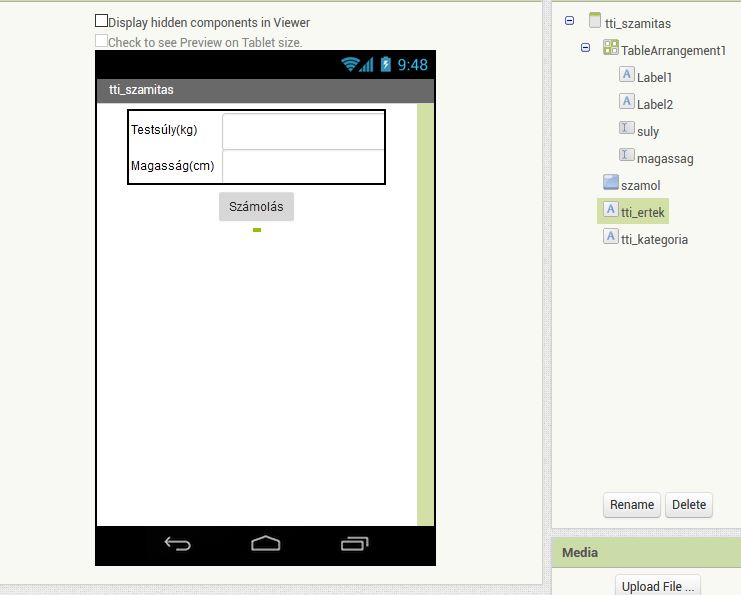 Display hidden components in Viewer
Check to see Preview on Tablet size.
9:48
tti_szamitas
Testsúly(kg)
Magasság(cm)
Számolás
tti_szamitas
TableArrangement1
Label1
Label2
suly
magassag
szamol
tti_ertek
tti_kategoria
Rename Delete
Media
Upload File ...